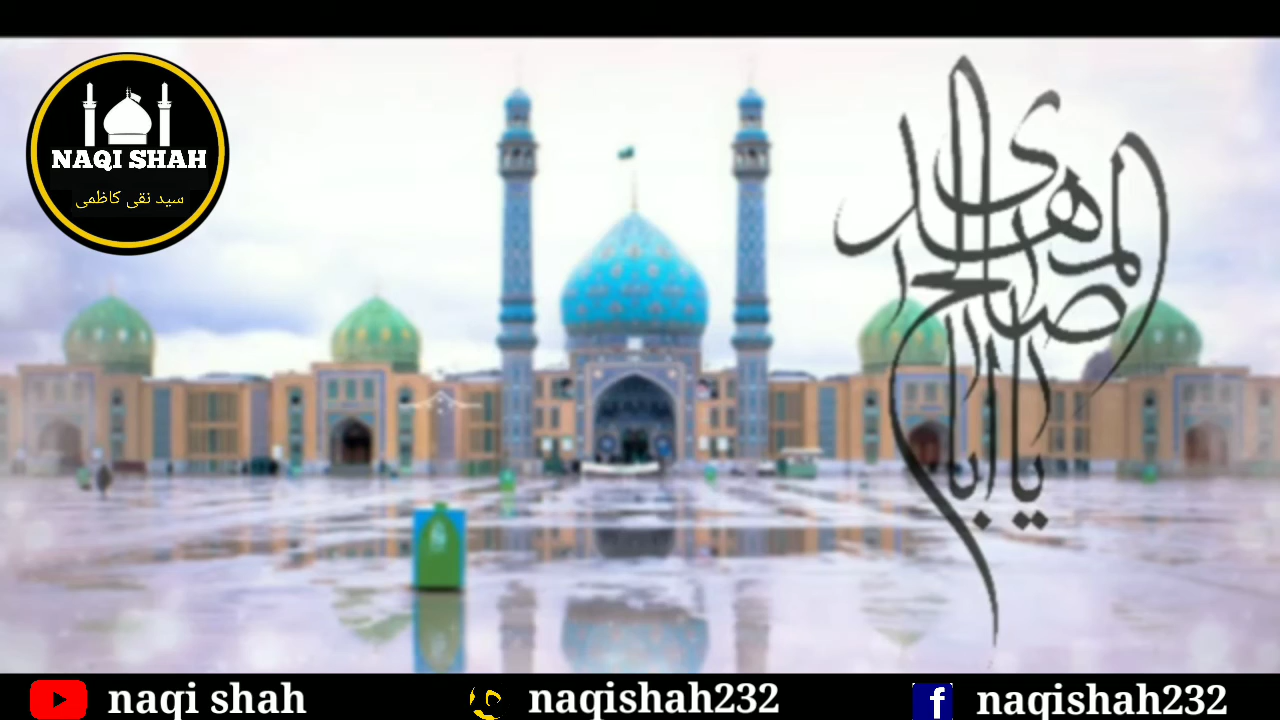 NAQI SHAH
سید نقی کاظمی
یا ابا صالح المهدی
naqi shah
naqishah232
naqishah232